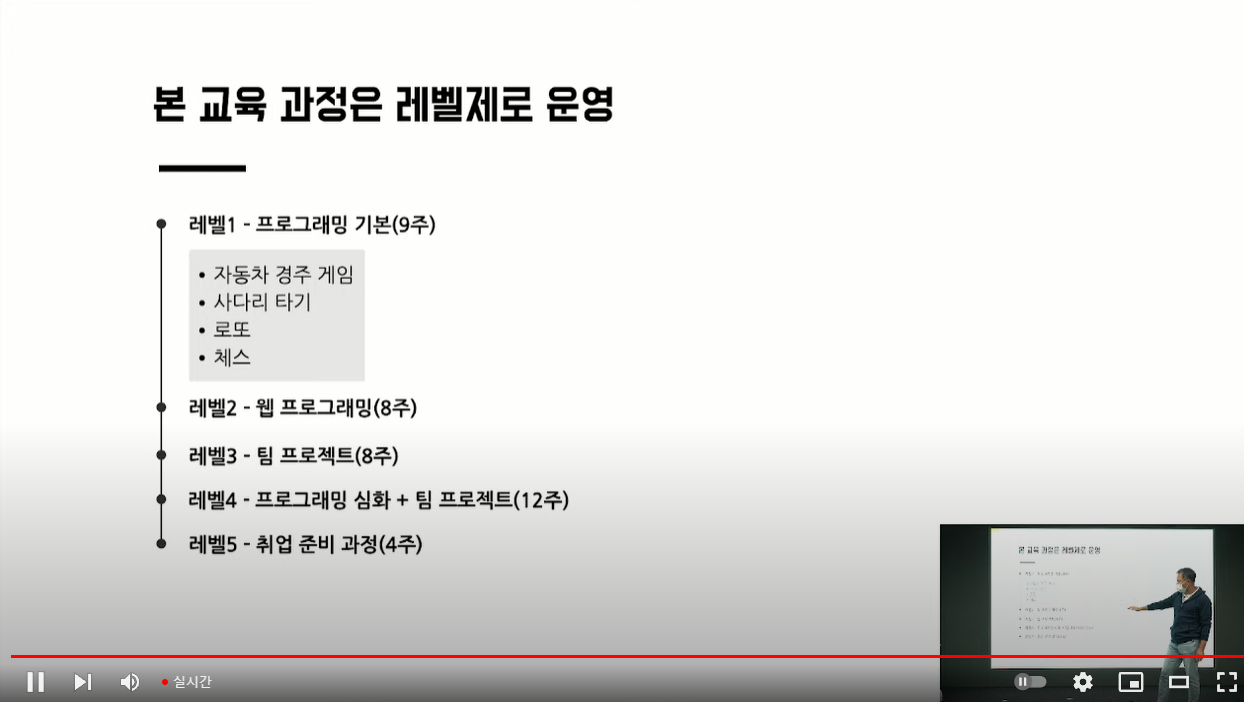 본 교육 과정은 레벨제로 운영
레벨1 - 프로그래밍 기본(9주)
• 자동차 경주 게임
• 사다리 타기
• 로또
• 체스
레벨2 - 웹 프로그래밍(8주)
레벨3 - 팀 프로젝트(8주)
레벨4 - 프로그래밍 심화 + 팀 프로젝트(12주)
레벨5 - 취업 준비 과정(4주)
본 교육 과정은 레벨제로 운영
실시간